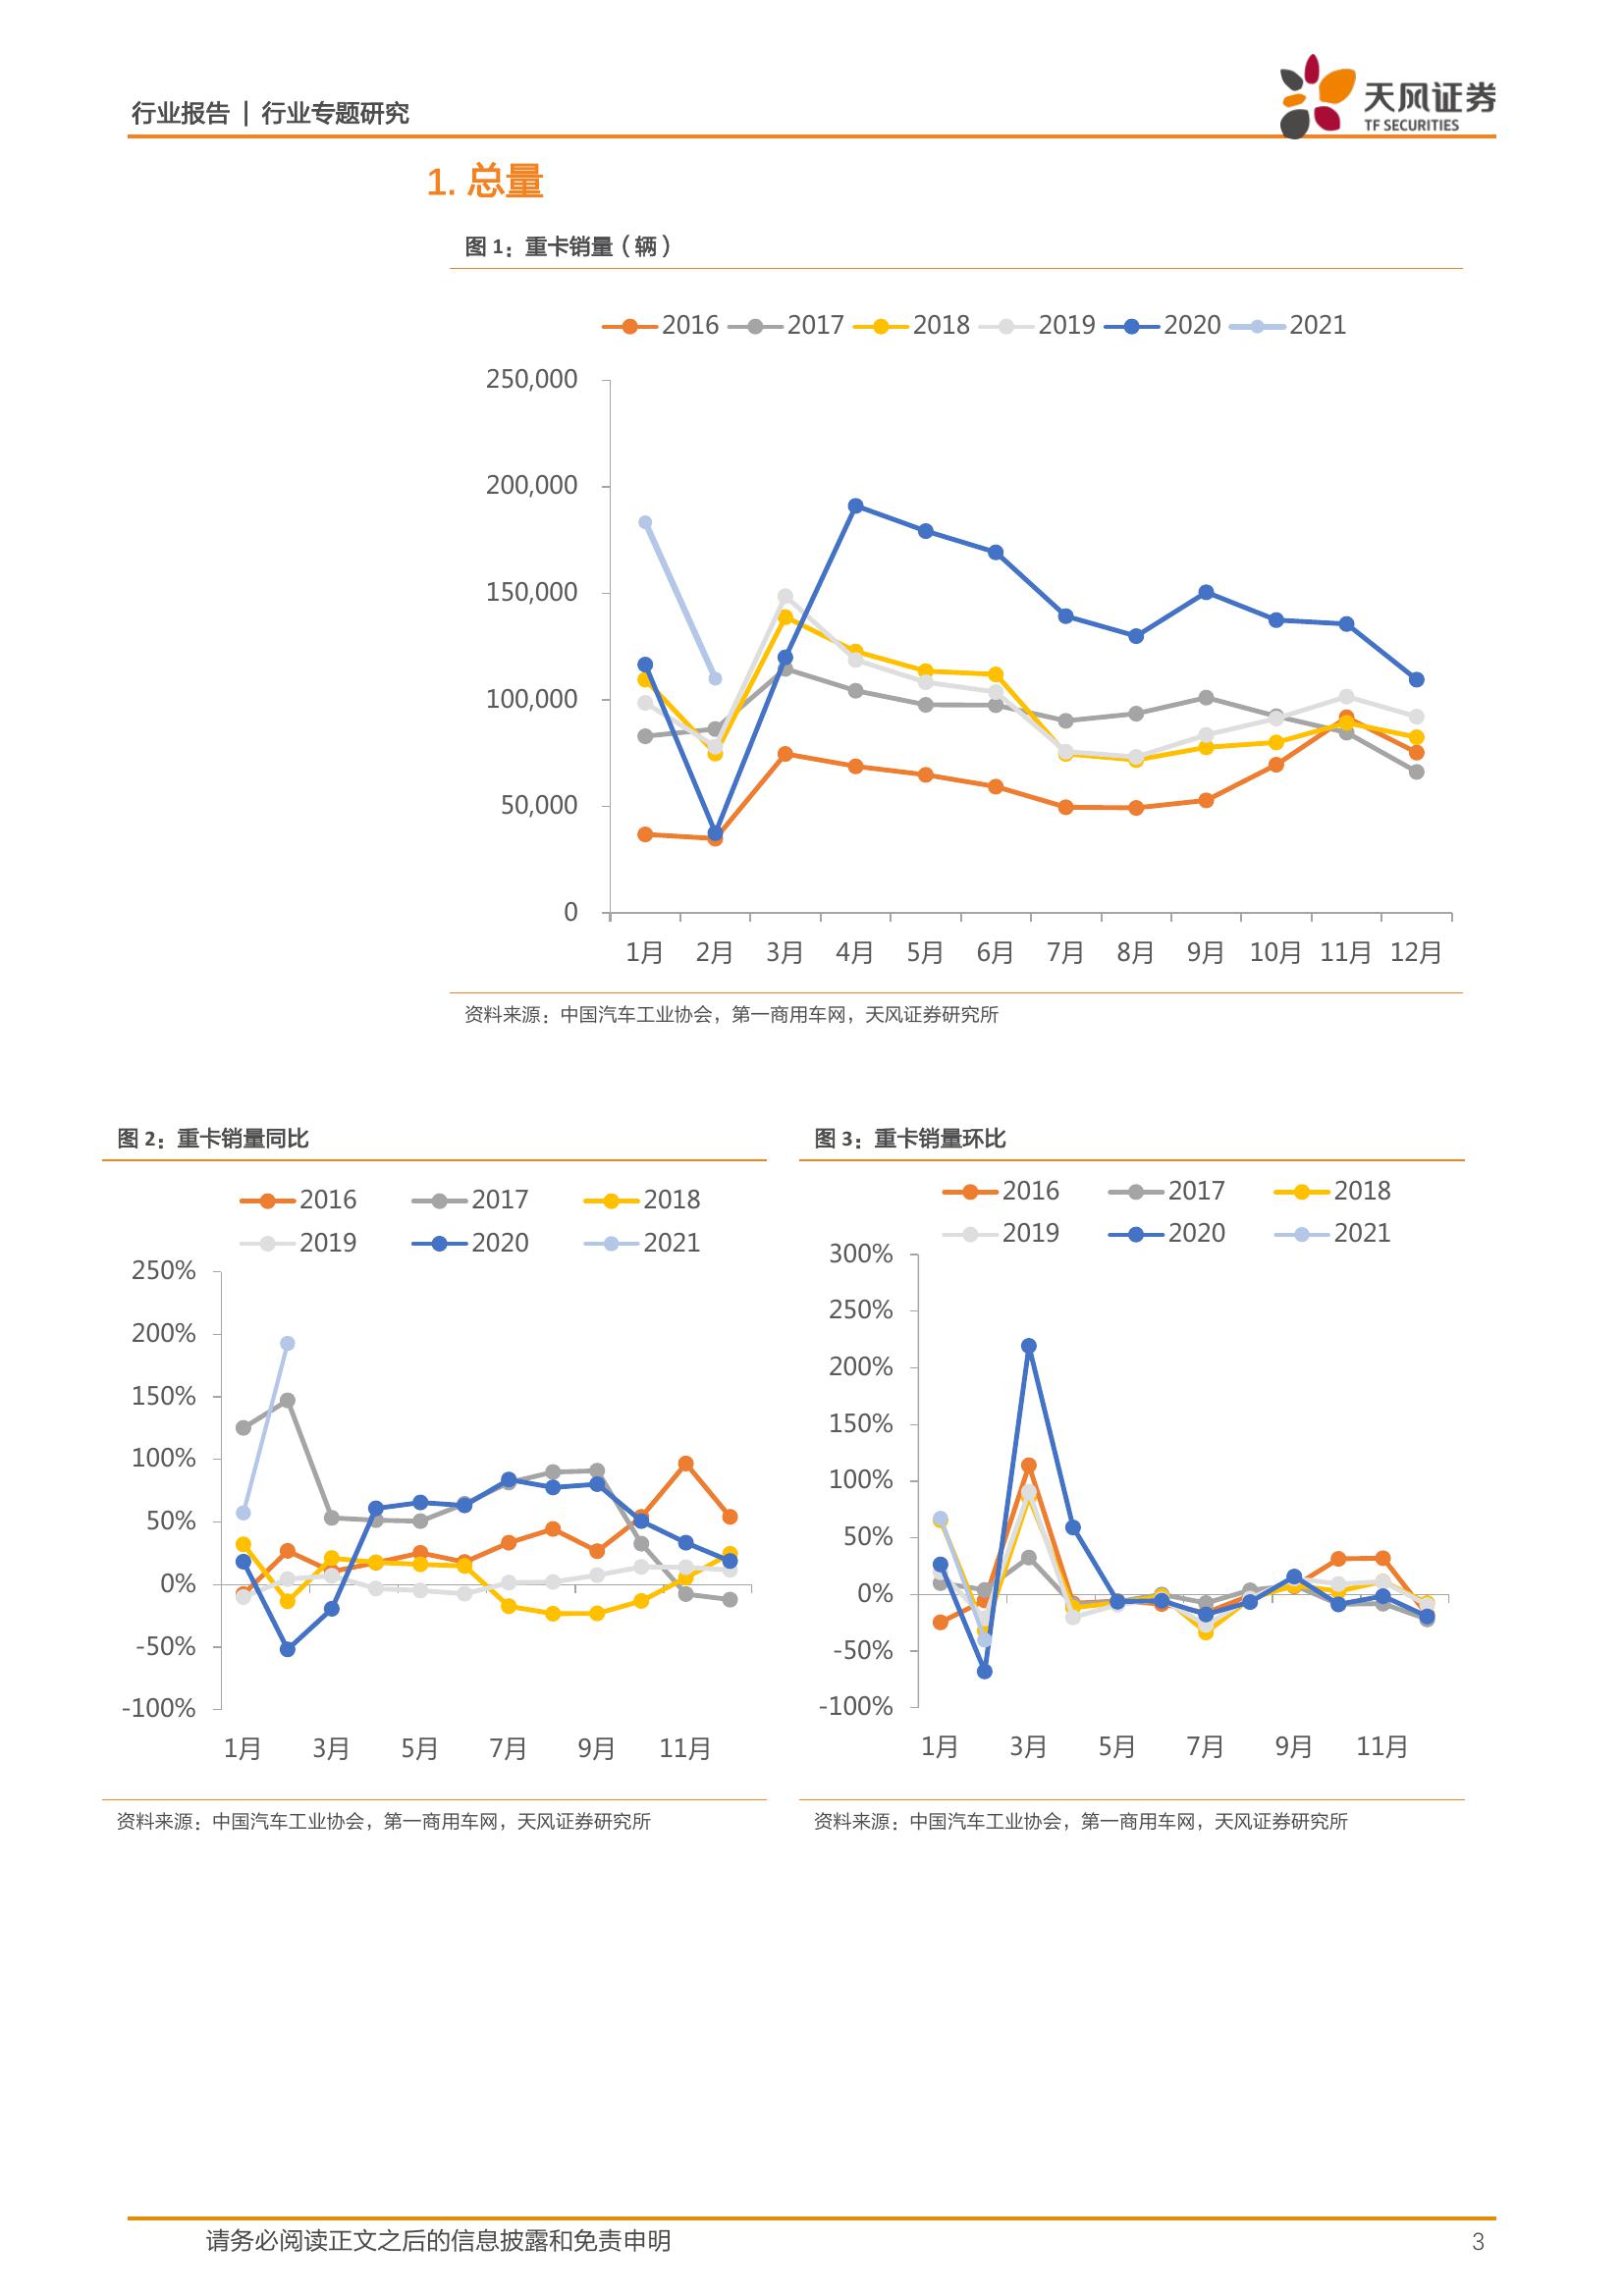 行业报告 | 行业专题研究
天风证券
TF SECURITIES
1. 总量
图 1：重卡销量（辆）
2016 2017 2018 2019 2020 2021
250,000
200,000
150,000
100,000
50,000
0
1月 2月 3月 4月 5月 6月 7月 8月 9月 10月 11月 12月
资料来源：中国汽车工业协会，第一商用车网，天风证券研究所
图 2：重卡销量同比
2016 2017 2018
2019 2020 2021
250%
200%
150%
100%
50%
0%
-50%
-100%
1月 3月 5月 7月 9月 11月
资料来源：中国汽车工业协会，第一商用车网，天风证券研究所
图 3：重卡销量环比
2016 2017 2018
2019 2020 2021
300%
250%
200%
150%
100%
50%
0%
-50%
-100%
1月 3月 5月 7月 9月 11月
资料来源：中国汽车工业协会，第一商用车网，天风证券研究所
请务必阅读正文之后的信息披露和免责申明 3